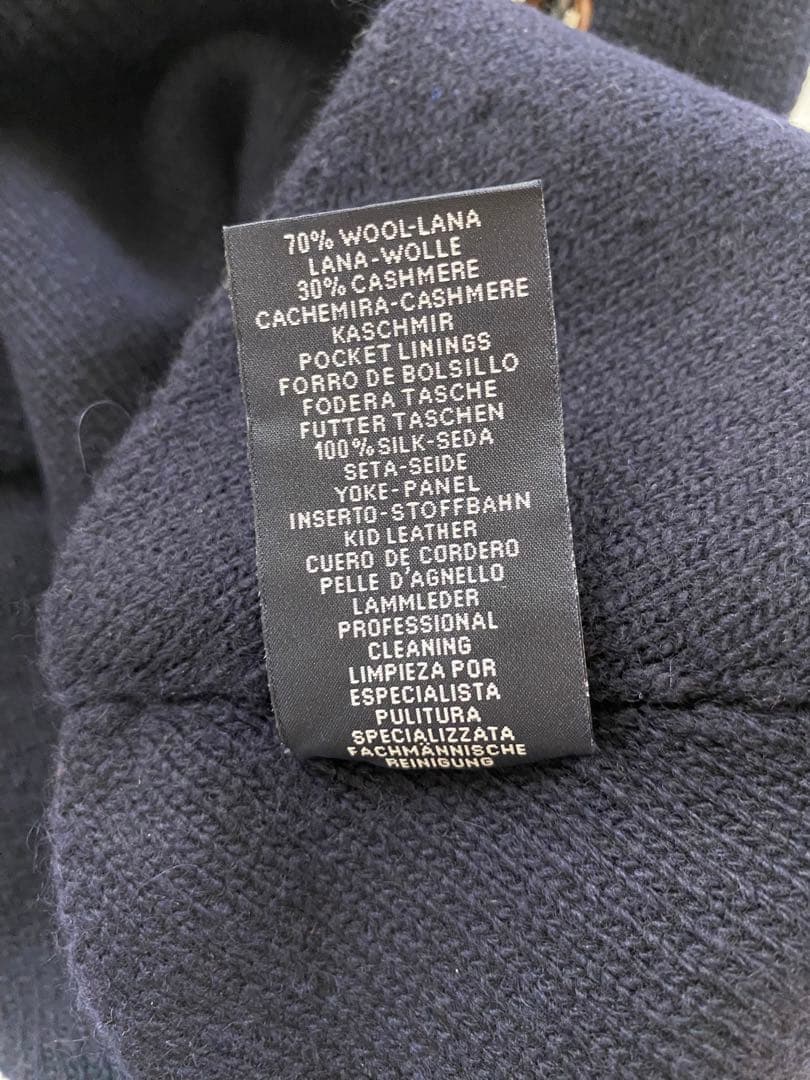 70% WOOL-LANA
LANA-WOLLE
30% CASHMERE
CACHEMIRA-CASHMERE
KASCHMIR
POCKET LININGS
FORRO DE BOLSILLO
FODERA TASCHE
FUTTER TASCHEN
100% SILK-SEDA
SETA-SEIDE
YOKE-PANEL
INSERTO-STOFFBAHN
KID LEATHER
CUERO DE CORDERO
PELLE D'AGNELLO
LAMMLEDER
PROFESSIONAL
CLEANING
LIMPIEZA POR
ESPECIALISTA
PULITURA
SPECIALIZZATA
FACHMÄNNISCHE
REINIGUNG